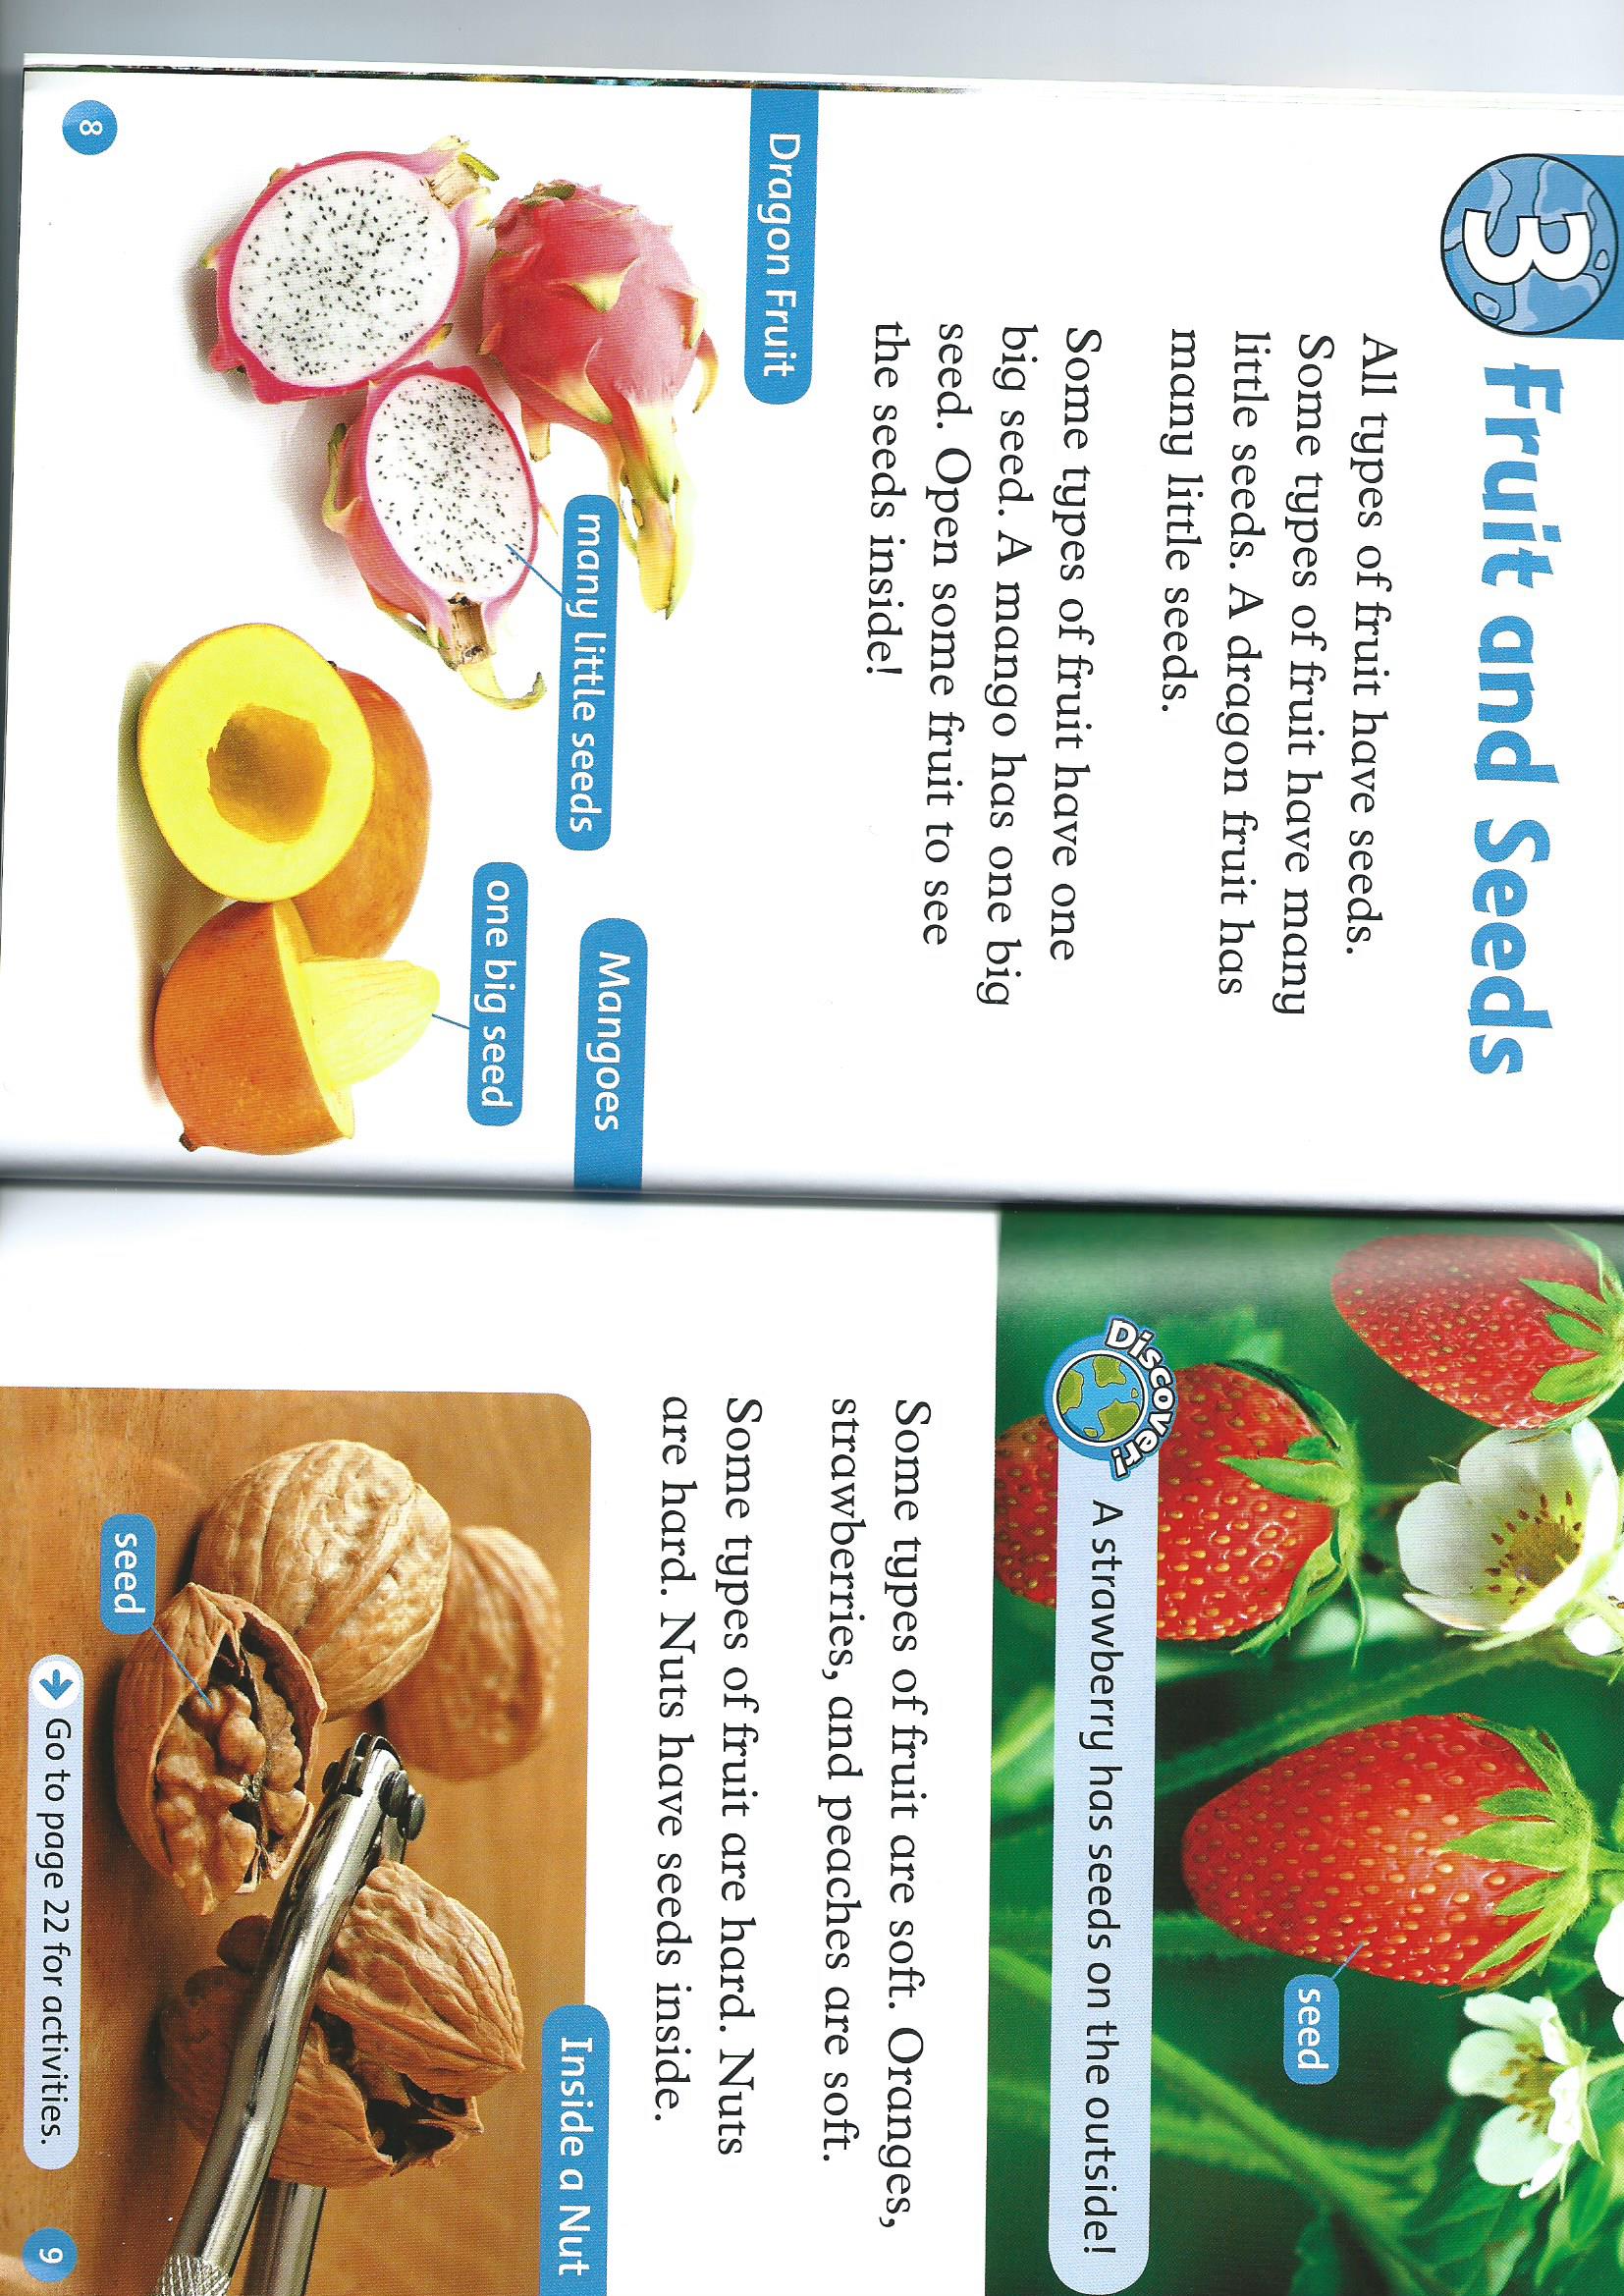 3
Fruit and Seeds
All types of fruit have seeds.
Some types of fruit have many
little seeds. A dragon fruit has
many little seeds.
Some types of fruit have one
big seed. A mango has one big
seed. Open some fruit to see
the seeds inside!
Dragon Fruit
many little seeds
Mangoes
one big seed
8
seed
Discover!
A strawberry has seeds on the outside!
Some types of fruit are soft. Oranges,
strawberries, and peaches are soft.
Some types of fruit are hard. Nuts
are hard. Nuts have seeds inside.
Inside a Nut
seed
Go to page 22 for activities.
9